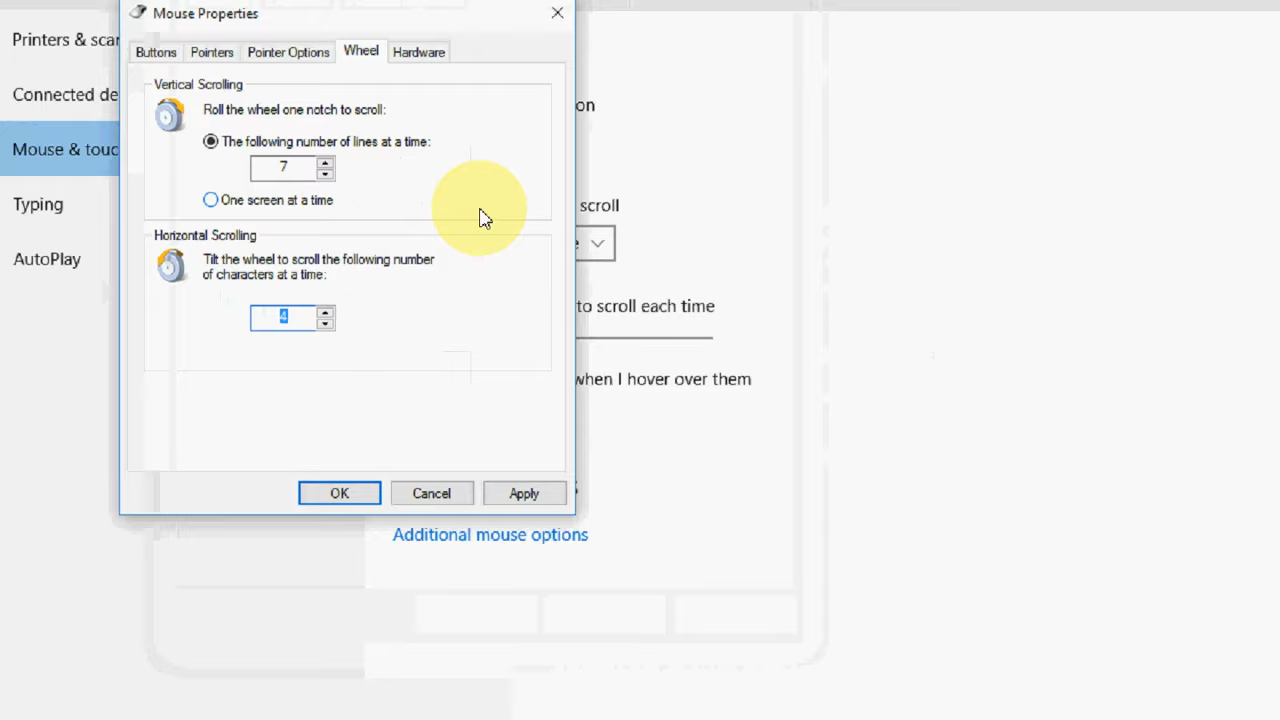 Mouse Properties
Printers & scan
Connected de
Mouse & touc
Typing
AutoPlay
Buttons
Pointers
Pointer Options
Wheel
Hardware
Vertical Scrolling
Roll the wheel one notch to scroll:
The following number of lines at a time:
7
One screen at a time
Horizontal Scrolling
Tilt the wheel to scroll the following number
of characters at a time:
4
OK
Cancel
Apply
on
scroll
e
to scroll each time
when I hover over them
Additional mouse options